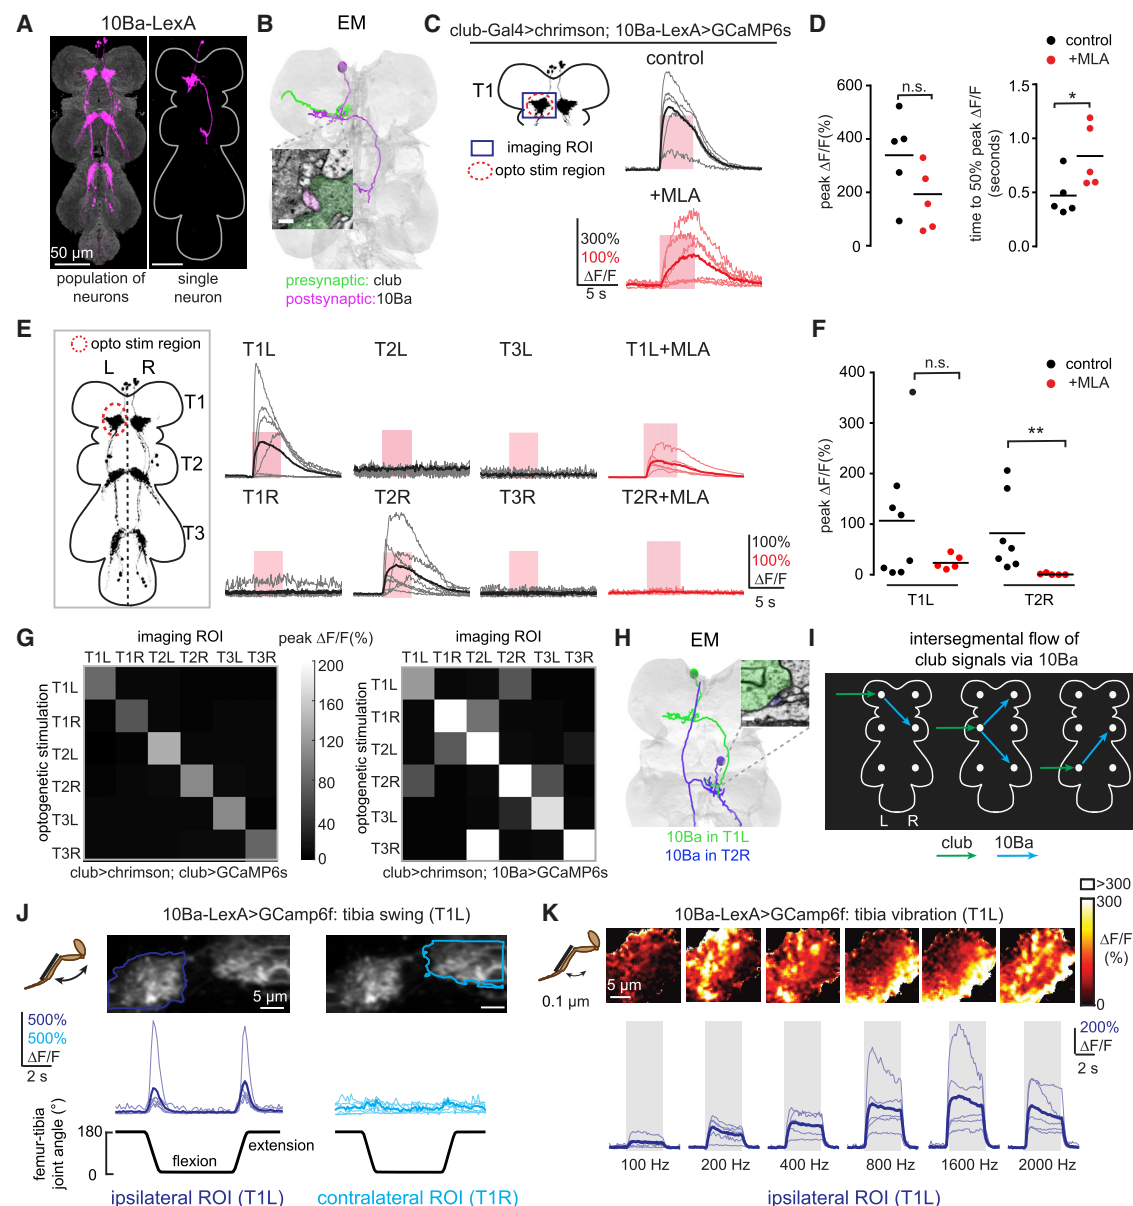 A
10Ba-LexA
50 µm
population of
neurons
single
neuron
B
EM
presynaptic: club
postsynaptic:10Ba
C
club-Gal4>chrimson; 10Ba-LexA>GCaMP6s
T1
imaging ROI
opto stim region
control
+MLA
300%
100%
ΔF/F
5 s
D
control
+MLA
peak ΔF/F(%)
600
400
200
0
n.s.
time to 50% peak ΔF/F
(seconds)
1.5
1.0
0.5
0.0
*
E
opto stim region
L R
T1
T2
T3
T1L
T2L
T3L
T1L+MLA
T1R
T2R
T3R
T2R+MLA
100%
100%
ΔF/F
5 s
F
control
+MLA
peak ΔF/F(%)
400
300
200
100
0
n.s.
**
T1L
T2R
G
imaging ROI
T1L T1R T2L T2R T3L T3R
optogenetic stimulation
T1L
T1R
T2L
T2R
T3L
T3R
club>chrimson; club>GCaMP6s
peak ΔF/F(%)
200
160
120
80
40
0
imaging ROI
T1L T1R T2L T2R T3L T3R
optogenetic stimulation
T1L
T1R
T2L
T2R
T3L
T3R
club>chrimson; 10Ba>GCaMP6s
H
EM
10Ba in T1L
10Ba in T2R
I
intersegmental flow of
club signals via 10Ba
L R
club
10Ba
J
10Ba-LexA>GCamp6f: tibia swing (T1L)
5 µm
500%
500%
ΔF/F
2 s
femur-tibia
joint angle (°)
180
0
flexion
extension
ipsilateral ROI (T1L)
contralateral ROI (T1R)
K
10Ba-LexA>GCamp6f: tibia vibration (T1L)
0.1 µm
5 µm
>300
300
ΔF/F
(%)
0
200%
ΔF/F
2 s
100 Hz
200 Hz
400 Hz
800 Hz
1600 Hz
2000 Hz
ipsilateral ROI (T1L)